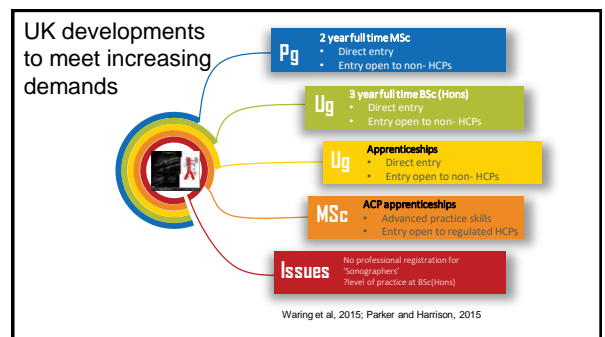 UK developments
to meet increasing
demands
Pg
2 year full time MSc
• Direct entry
• Entry open to non- HCPs
Ug
3 year full time BSc(Hons)
• Direct entry
• Entry open to non- HCPs
Ug
Apprenticeships
• Direct entry
• Entry open to non- HCPs
MSc
ACP apprenticeships
• Advanced practice skills
• Entry open to regulated HCPs
Issues
No professional registration for
'Sonographers'
?level of practice at BSc(Hons)
Waring et al, 2015; Parker and Harrison, 2015